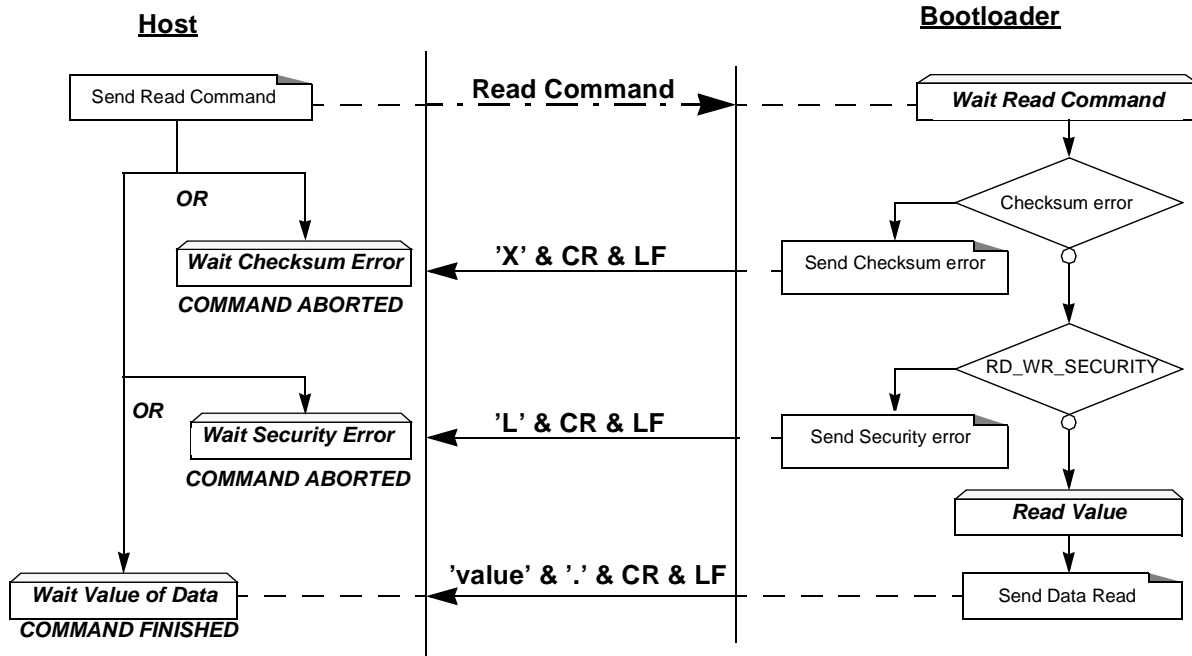 Host
Bootloader
Send Read Command
Read Command
Wait Read Command
OR
Checksum error
Wait Checksum Error
'X' & CR & LF
Send Checksum error
COMMAND ABORTED
RD_WR_SECURITY
OR
Wait Security Error
'L' & CR & LF
Send Security error
COMMAND ABORTED
Read Value
'value' & '.' & CR & LF
Wait Value of Data
Send Data Read
COMMAND FINISHED